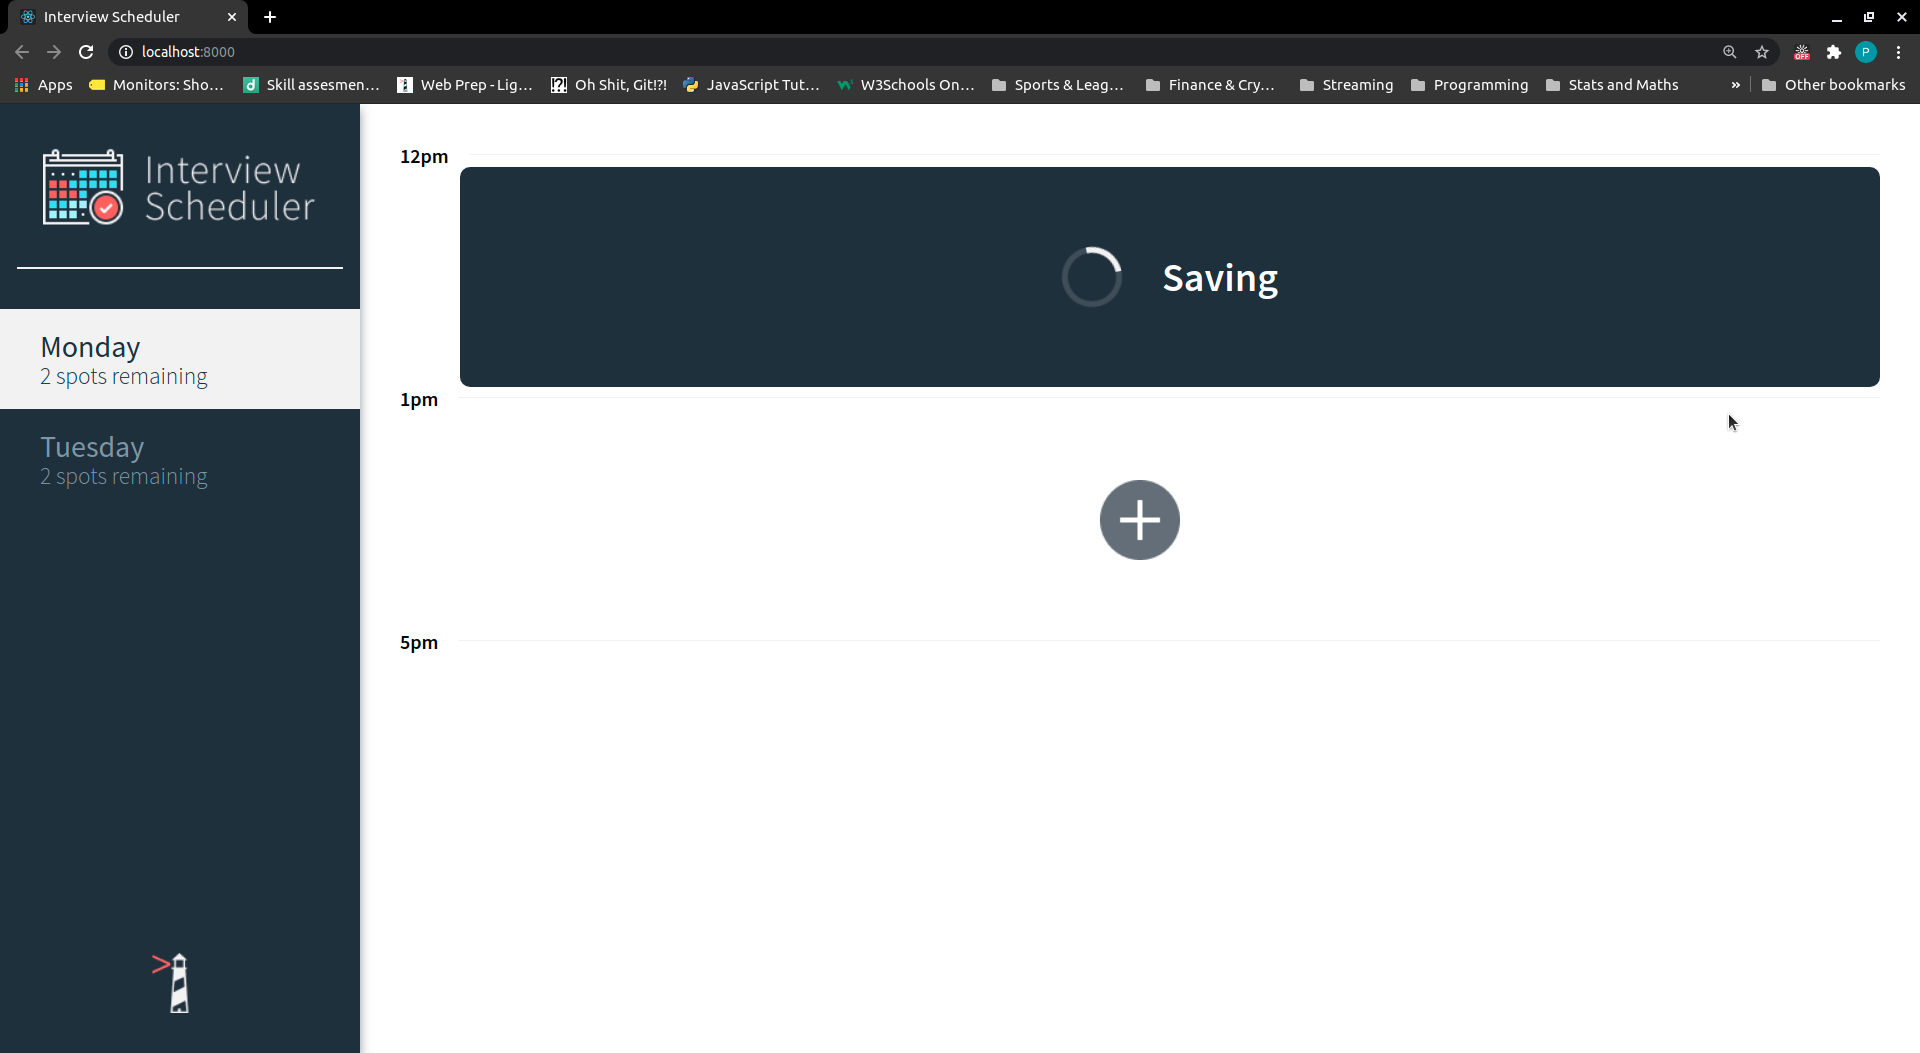 Interview Scheduler
localhost:8000
Apps
Monitors: Sho...
Skill assesmen...
Web Prep - Lig...
Oh Shit, Git!?!
JavaScript Tut...
W3Schools On...
Sports & Leag...
Finance & Cry...
Streaming
Programming
Stats and Maths
»
Other bookmarks
OFF
P
Interview
Scheduler
Monday
2 spots remaining
Tuesday
2 spots remaining
12pm
Saving
1pm
5pm